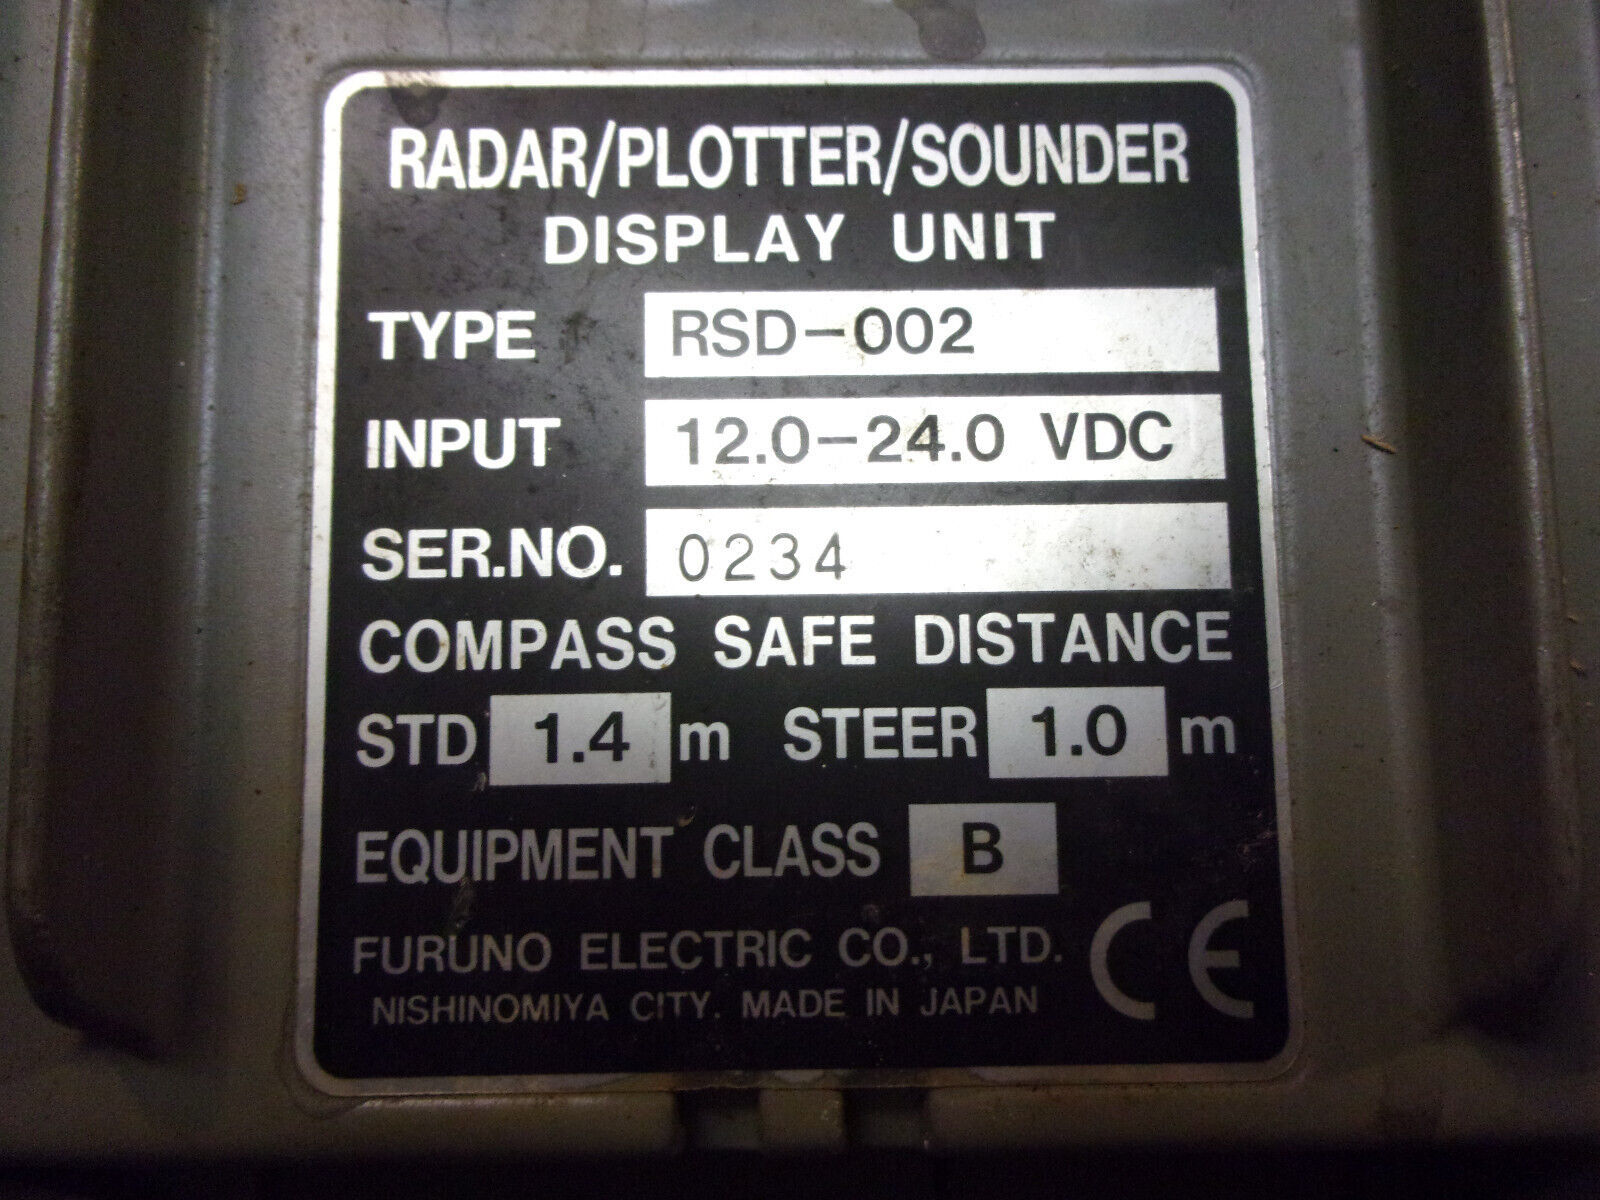 RADAR/PLOTTER/SOUNDER
DISPLAY UNIT
TYPE RSD-002
INPUT 12.0-24.0 VDC
SER.NO. 0234
COMPASS SAFE DISTANCE
STD 1.4 m STEER 1.0 m
EQUIPMENT CLASS B
FURUNO ELECTRIC CO., LTD. CE
NISHINOMIYA CITY. MADE IN JAPAN